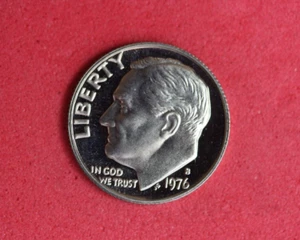 LIBERTY
IN GOD
WE TRUST
1976